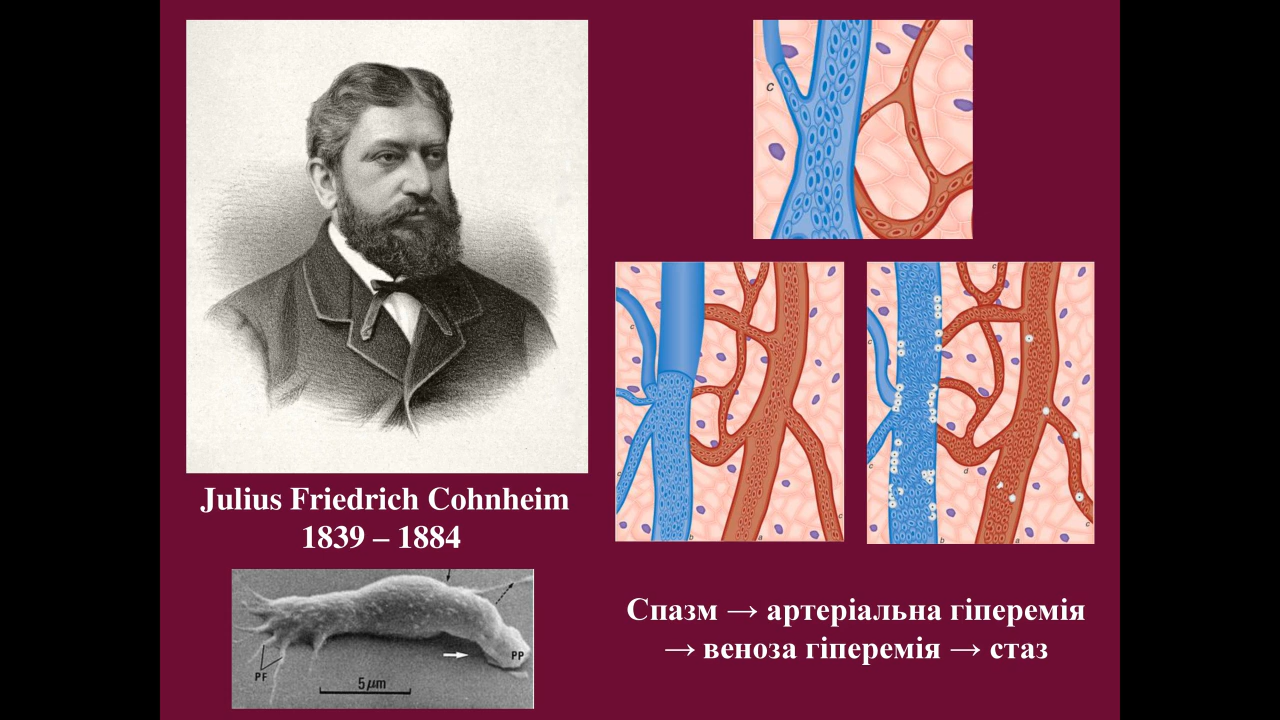 Julius Friedrich Cohnheim
1839 – 1884
PF
5 μm
PP
c
c
c
b
a
c
c
c
c
d
b
a
c
Спазм → артеріальна гіперемія
→ веноза гіперемія → стаз